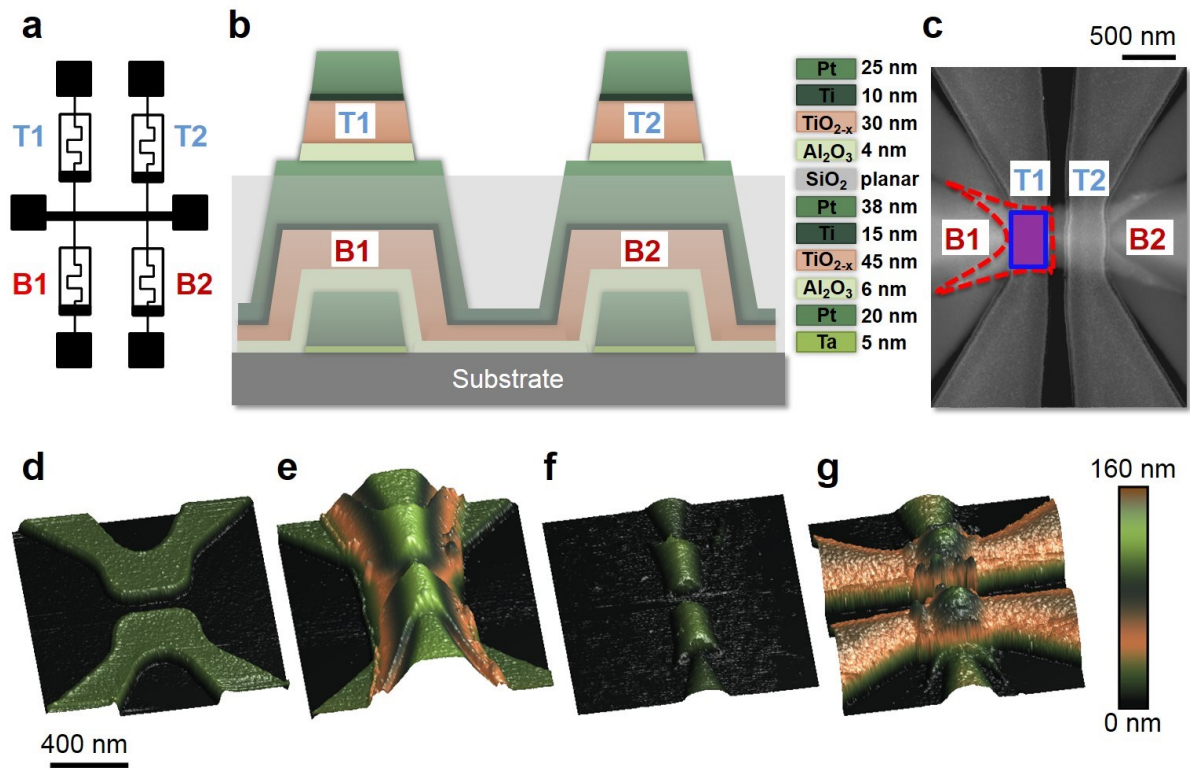 a
T1
T2
B1
B2
b
T1
T2
B1
B2
Substrate
Pt 25 nm
Ti 10 nm
TiO2-x 30 nm
Al2O3 4 nm
SiO2 planar
Pt 38 nm
Ti 15 nm
TiO2-x 45 nm
Al2O3 6 nm
Pt 20 nm
Ta 5 nm
c
500 nm
T1
T2
B1
B2
d
e
f
g
160 nm
0 nm
400 nm